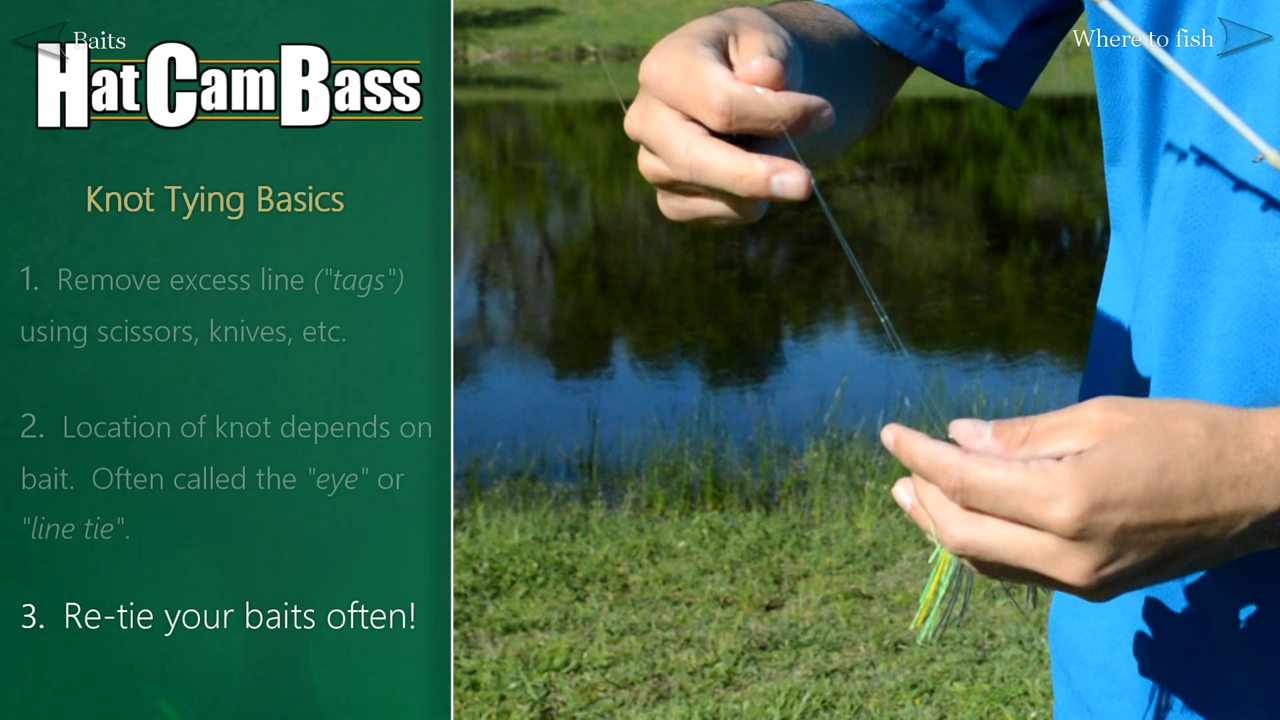 Baits
Where to fish
HatCamBass
Knot Tying Basics
1. Remove excess line ("tags")
using scissors, knives, etc.
2. Location of knot depends on
bait. Often called the "eye" or
"line tie".
3. Re-tie your baits often!